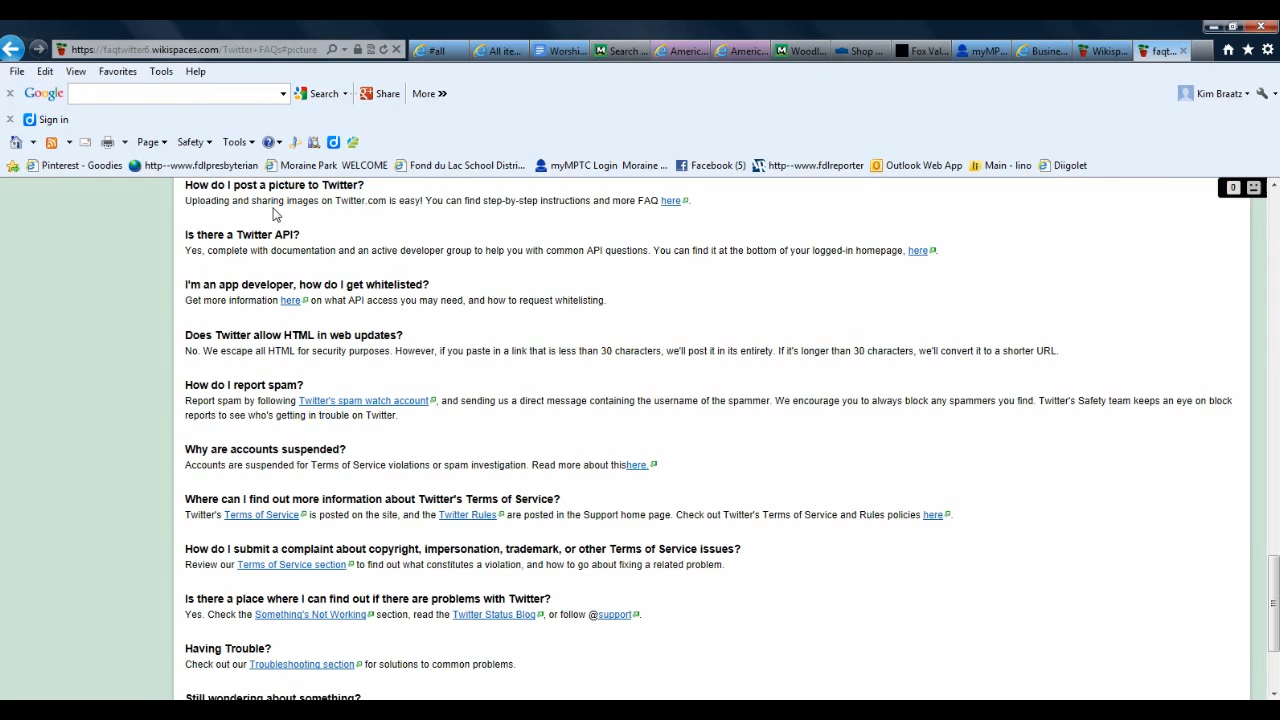 https://faqtwitter6.wikispaces.com/Twitter+FAQs#picture
#all
All ite...
Worshi...
Search ...
Americ...
Americ...
Woodl...
Shop ...
Fox Val...
myMP...
Busine...
Wikisp...
faqt...
File Edit View Favorites Tools Help
Google Search Share More »
Kim Braatz
Sign in
Page Safety Tools
Pinterest - Goodies
http--www.fdlpresbyterian
Moraine Park WELCOME
Fond du Lac School Distri...
myMPTC Login Moraine ...
Facebook (5)
http--www.fdlreporter
Outlook Web App
Main - lino
Diigolet
0
How do I post a picture to Twitter?
Uploading and sharing images on Twitter.com is easy! You can find step-by-step instructions and more FAQ here.
Is there a Twitter API?
Yes, complete with documentation and an active developer group to help you with common API questions. You can find it at the bottom of your logged-in homepage, here.
I'm an app developer, how do I get whitelisted?
Get more information here on what API access you may need, and how to request whitelisting.
Does Twitter allow HTML in web updates?
No. We escape all HTML for security purposes. However, if you paste in a link that is less than 30 characters, we'll post it in its entirety. If it's longer than 30 characters, we'll convert it to a shorter URL.
How do I report spam?
Report spam by following Twitter's spam watch account, and sending us a direct message containing the username of the spammer. We encourage you to always block any spammers you find. Twitter's Safety team keeps an eye on block
reports to see who's getting in trouble on Twitter.
Why are accounts suspended?
Accounts are suspended for Terms of Service violations or spam investigation. Read more about thishere.
Where can I find out more information about Twitter's Terms of Service?
Twitter's Terms of Service is posted on the site, and the Twitter Rules are posted in the Support home page. Check out Twitter's Terms of Service and Rules policies here.
How do I submit a complaint about copyright, impersonation, trademark, or other Terms of Service issues?
Review our Terms of Service section to find out what constitutes a violation, and how to go about fixing a related problem.
Is there a place where I can find out if there are problems with Twitter?
Yes. Check the Something's Not Working section, read the Twitter Status Blog, or follow @support.
Having Trouble?
Check out our Troubleshooting section for solutions to common problems.
Still wondering about something?